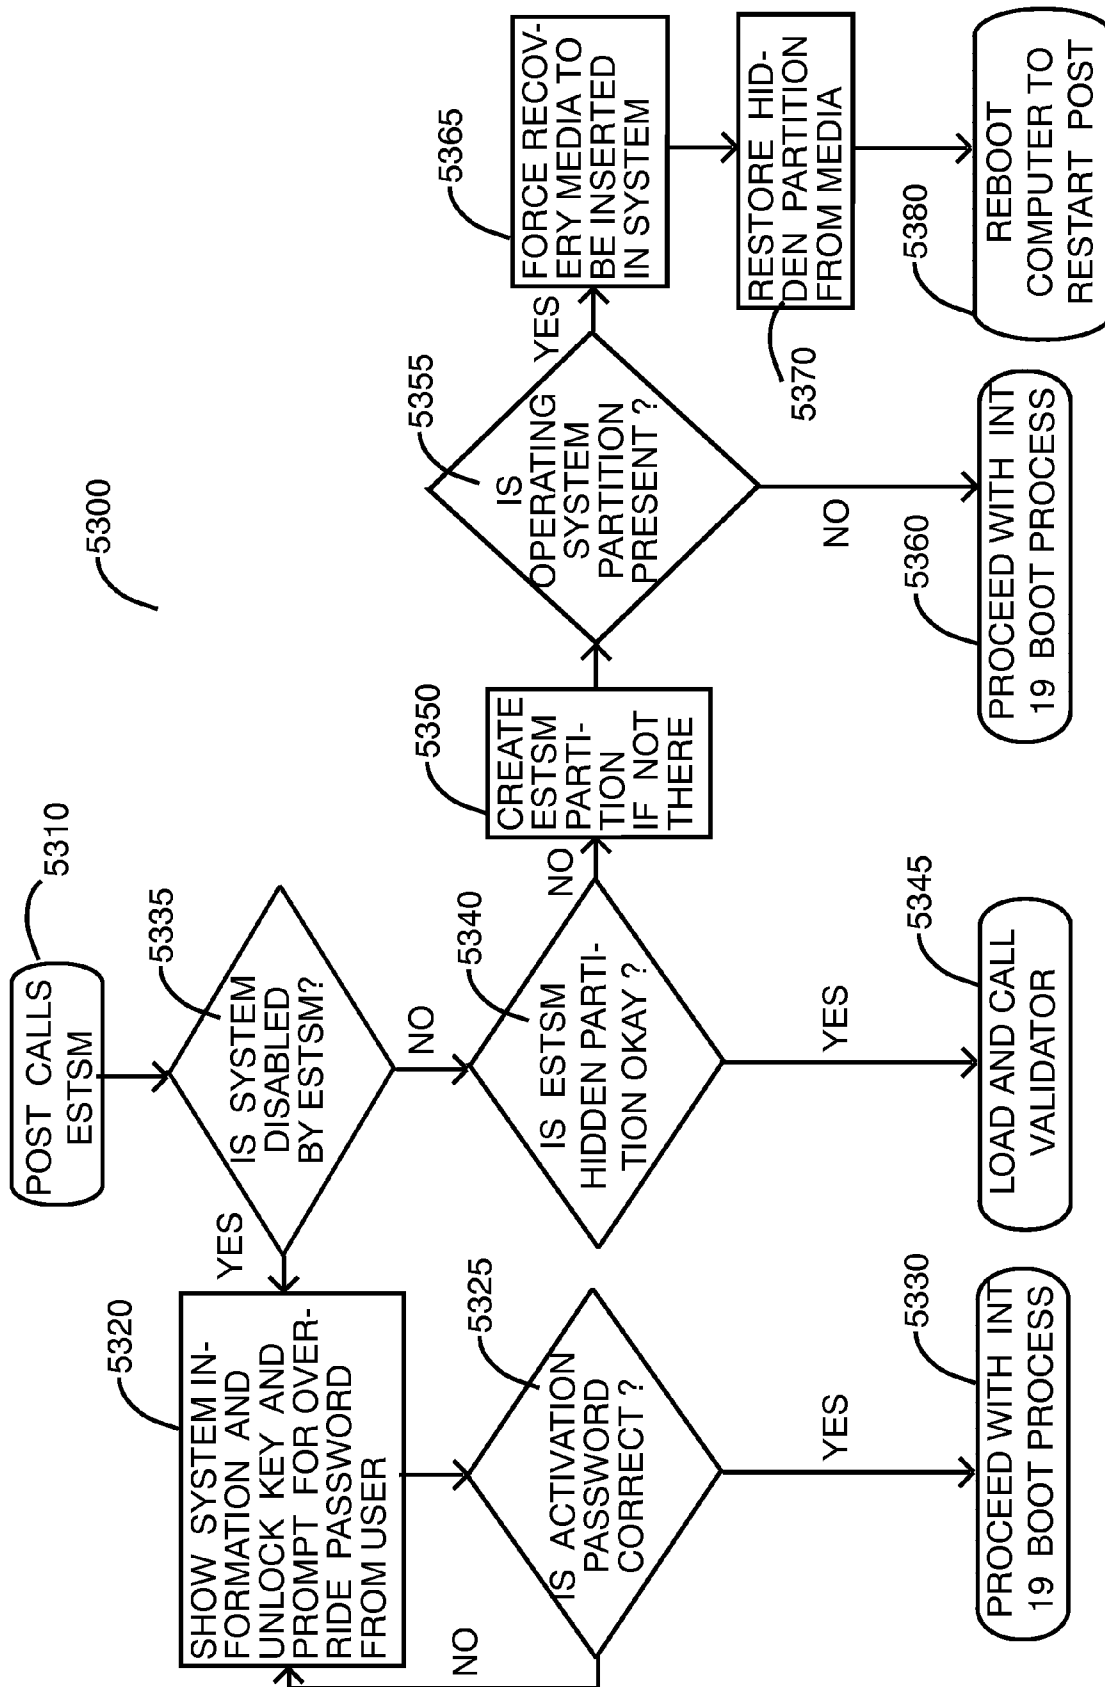 5300
POST CALLS
ESTSM
5310
IS SYSTEM
DISABLED
BY ESTSM?
5335
YES
NO
SHOW SYSTEM IN-
FORMATION AND
UNLOCK KEY AND
PROMPT FOR OVER-
RIDE PASSWORD
FROM USER
5320
IS ACTIVATION
PASSWORD
CORRECT ?
5325
NO
YES
PROCEED WITH INT
19 BOOT PROCESS
5330
IS ESTSM
HIDDEN PARTI-
TION OKAY ?
5340
NO
YES
LOAD AND CALL
VALIDATOR
5345
CREATE
ESTSM
PARTI-
TION
IF NOT
THERE
5350
IS
OPERATING
SYSTEM
PARTITION
PRESENT ?
5355
YES
NO
PROCEED WITH INT
19 BOOT PROCESS
5360
FORCE RECOV-
ERY MEDIA TO
BE INSERTED
IN SYSTEM
5365
RESTORE HID-
DEN PARTITION
FROM MEDIA
5370
REBOOT
COMPUTER TO
RESTART POST
5380